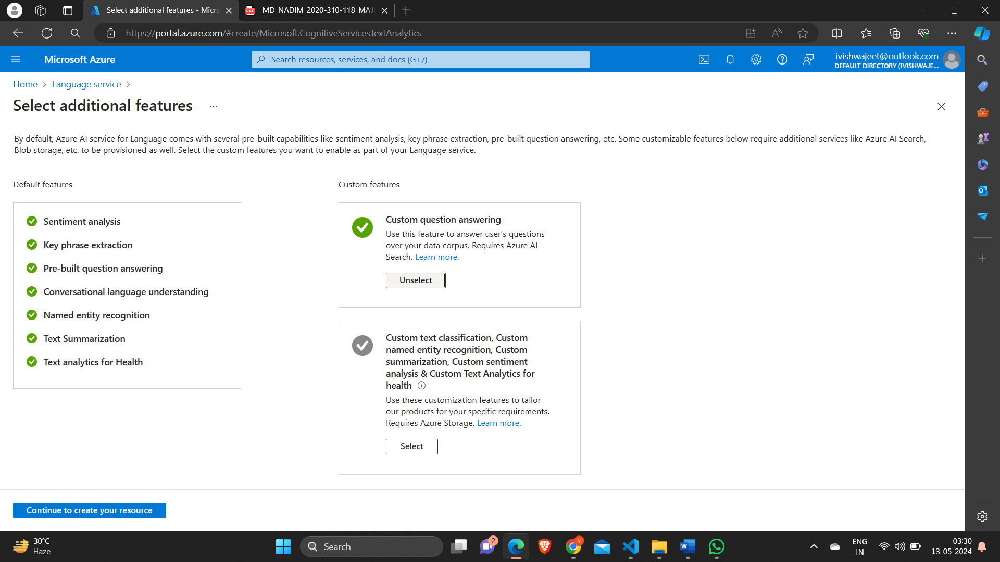 Select additional features - Micro
MD_NADIM_2020-310-118_MAJ
https://portal.azure.com/#create/Microsoft.CognitiveServicesTextAnalytics
Microsoft Azure
Search resources, services, and docs (G+/)
ivishwajeet@outlook.com
DEFAULT DIRECTORY (IVISHWAJE...
Home > Language service >
Select additional features ...
By default, Azure AI service for Language comes with several pre-built capabilities like sentiment analysis, key phrase extraction, pre-built question answering, etc. Some customizable features below require additional services like Azure AI Search,
Blob storage, etc. to be provisioned as well. Select the custom features you want to enable as part of your Language service.
Default features
Sentiment analysis
Key phrase extraction
Pre-built question answering
Conversational language understanding
Named entity recognition
Text Summarization
Text analytics for Health
Custom features
Custom question answering
Use this feature to answer user's questions
over your data corpus. Requires Azure AI
Search. Learn more.
Unselect
Custom text classification, Custom
named entity recognition, Custom
summarization, Custom sentiment
analysis & Custom Text Analytics for
health
Use these customization features to tailor
our products for your specific requirements.
Requires Azure Storage. Learn more.
Select
Continue to create your resource
30°C
Haze
Search
2
V
ENG
IN
03:30
13-05-2024